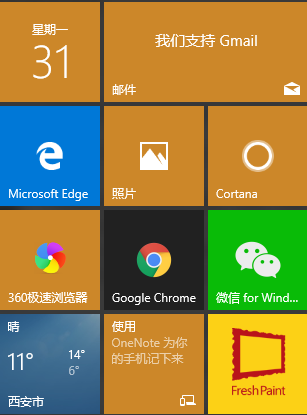 星期一
31
我们支持 Gmail
邮件
Microsoft Edge
照片
Cortana
360极速浏览器
Google Chrome
微信 for Wind...
晴
11°
14°
6°
西安市
使用
OneNote 为你
的手机记下来
Fresh Paint